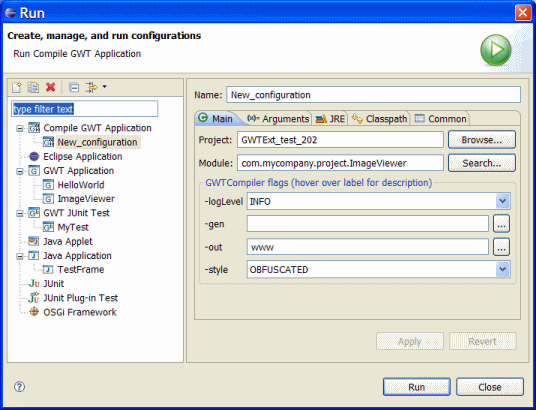 Run
Create, manage, and run configurations
Run Compile GWT Application
type filter text
Compile GWT Application
New_configuration
Eclipse Application
GWT Application
HelloWorld
ImageViewer
GWT JUnit Test
MyTest
Java Applet
Java Application
TestFrame
JUnit
JUnit Plug-in Test
OSGi Framework
Name: New_configuration
Main Arguments JRE Classpath Common
Project: GWTExt_test_202 Browse...
Module: com.mycompany.project.ImageViewer Search...
GWTCompiler flags (hover over label for description)
-logLevel INFO
-gen ...
-out www ...
-style OBFUSCATED
Apply Revert
Run Close